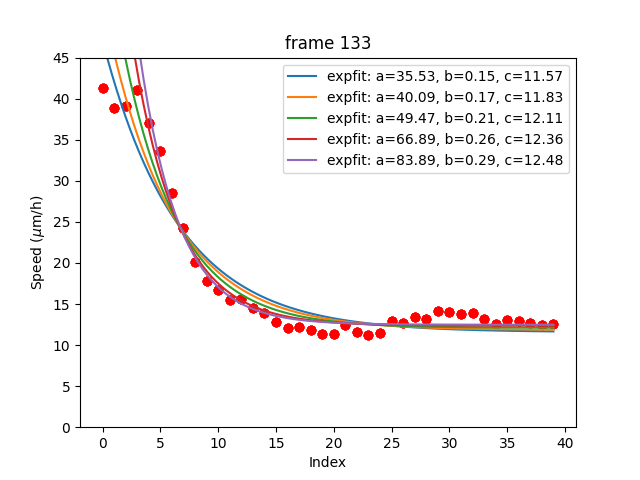 frame 133
expfit: a=35.53, b=0.15, c=11.57
expfit: a=40.09, b=0.17, c=11.83
expfit: a=49.47, b=0.21, c=12.11
expfit: a=66.89, b=0.26, c=12.36
expfit: a=83.89, b=0.29, c=12.48
45
40
35
30
25
20
15
10
5
0
Speed (μm/h)
0 5 10 15 20 25 30 35 40
Index